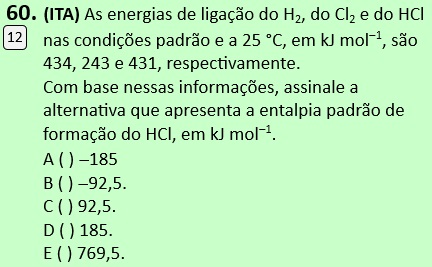 60. (ITA) As energias de ligação do H₂, do Cl₂ e do HCl
12 nas condições padrão e a 25 °C, em kJ mol⁻¹, são
434, 243 e 431, respectivamente.
Com base nessas informações, assinale a
alternativa que apresenta a entalpia padrão de
formação do HCl, em kJ mol⁻¹.
A ( ) –185
B ( ) –92,5.
C ( ) 92,5.
D ( ) 185.
E ( ) 769,5.